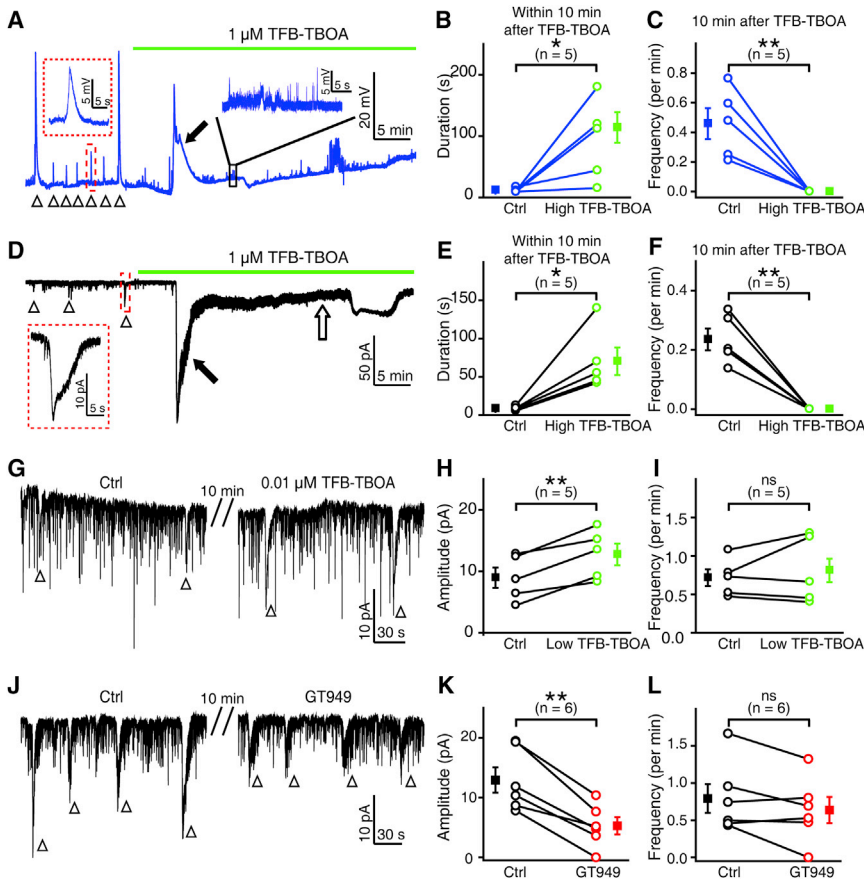 A
1 µM TFB-TBOA
5 mV
5 s
5 mV
5 s
20 mV
5 min
B
Within 10 min
after TFB-TBOA
*
(n = 5)
Duration (s)
200
100
0
Ctrl
High TFB-TBOA
C
10 min after TFB-TBOA
**
(n = 5)
Frequency (per min)
0.8
0.6
0.4
0.2
0.0
Ctrl
High TFB-TBOA
D
1 µM TFB-TBOA
10 pA
5 s
50 pA
5 min
E
Within 10 min
after TFB-TBOA
*
(n = 5)
Duration (s)
150
100
50
0
Ctrl
High TFB-TBOA
F
10 min after TFB-TBOA
**
(n = 5)
Frequency (per min)
0.4
0.2
0.0
Ctrl
High TFB-TBOA
G
Ctrl
10 min
0.01 µM TFB-TBOA
10 pA
30 s
H
**
(n = 5)
Amplitude (pA)
20
10
0
Ctrl
Low TFB-TBOA
I
ns
(n = 5)
Frequency (per min)
1.5
1.0
0.5
0.0
Ctrl
Low TFB-TBOA
J
Ctrl
10 min
GT949
10 pA
30 s
K
**
(n = 6)
Amplitude (pA)
20
10
0
Ctrl
GT949
L
ns
(n = 6)
Frequency (per min)
1.5
1.0
0.5
0.0
Ctrl
GT949